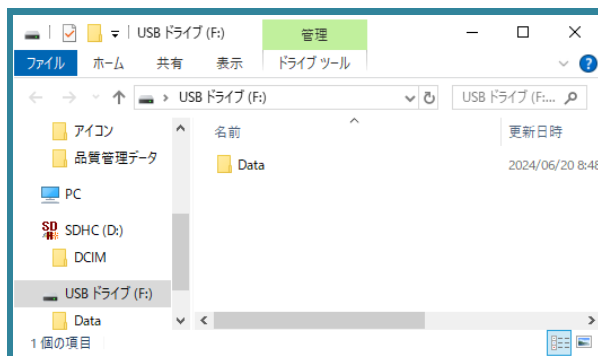 USB ドライブ (F:)
管理
ファイル ホーム 共有 表示 ドライブ ツール
USB ドライブ (F:)
USB ドライブ (F:...
アイコン
品質管理データ
PC
SDHC (D:)
DCIM
USB ドライブ (F:)
Data
名前 更新日時
Data 2024/06/20 8:48
1 個の項目